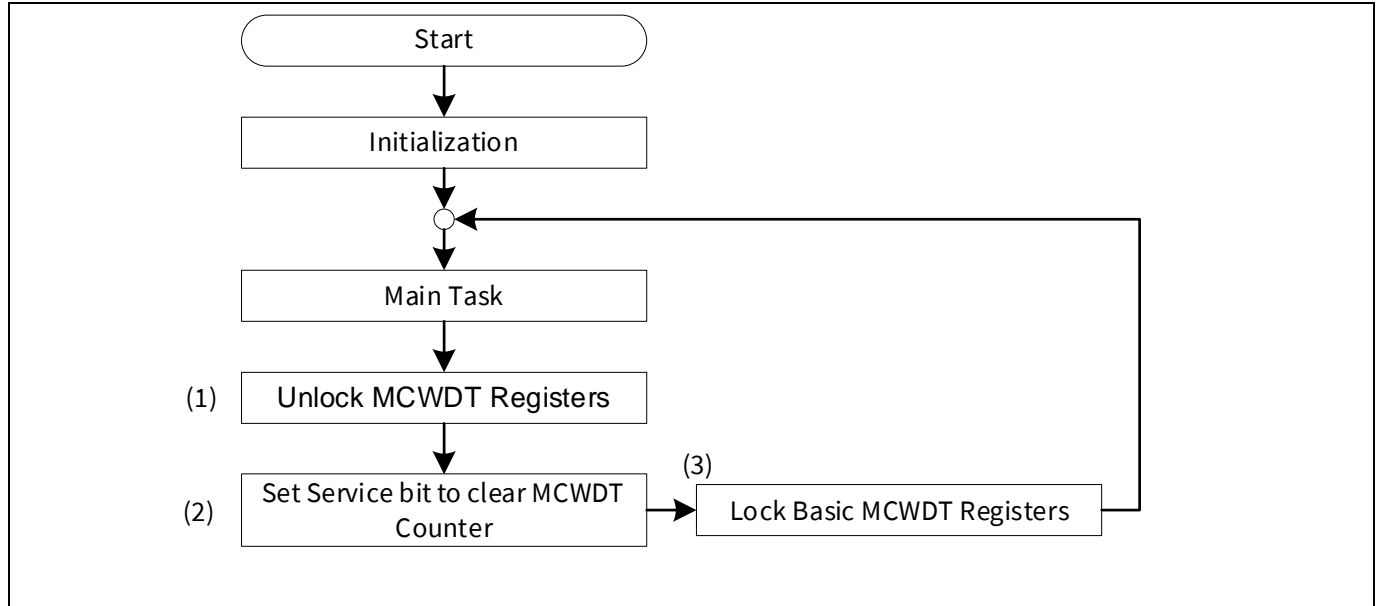 Start
Initialization
Main Task
(1)
Unlock MCWDT Registers
(2)
Set Service bit to clear MCWDT
Counter
(3)
Lock Basic MCWDT Registers